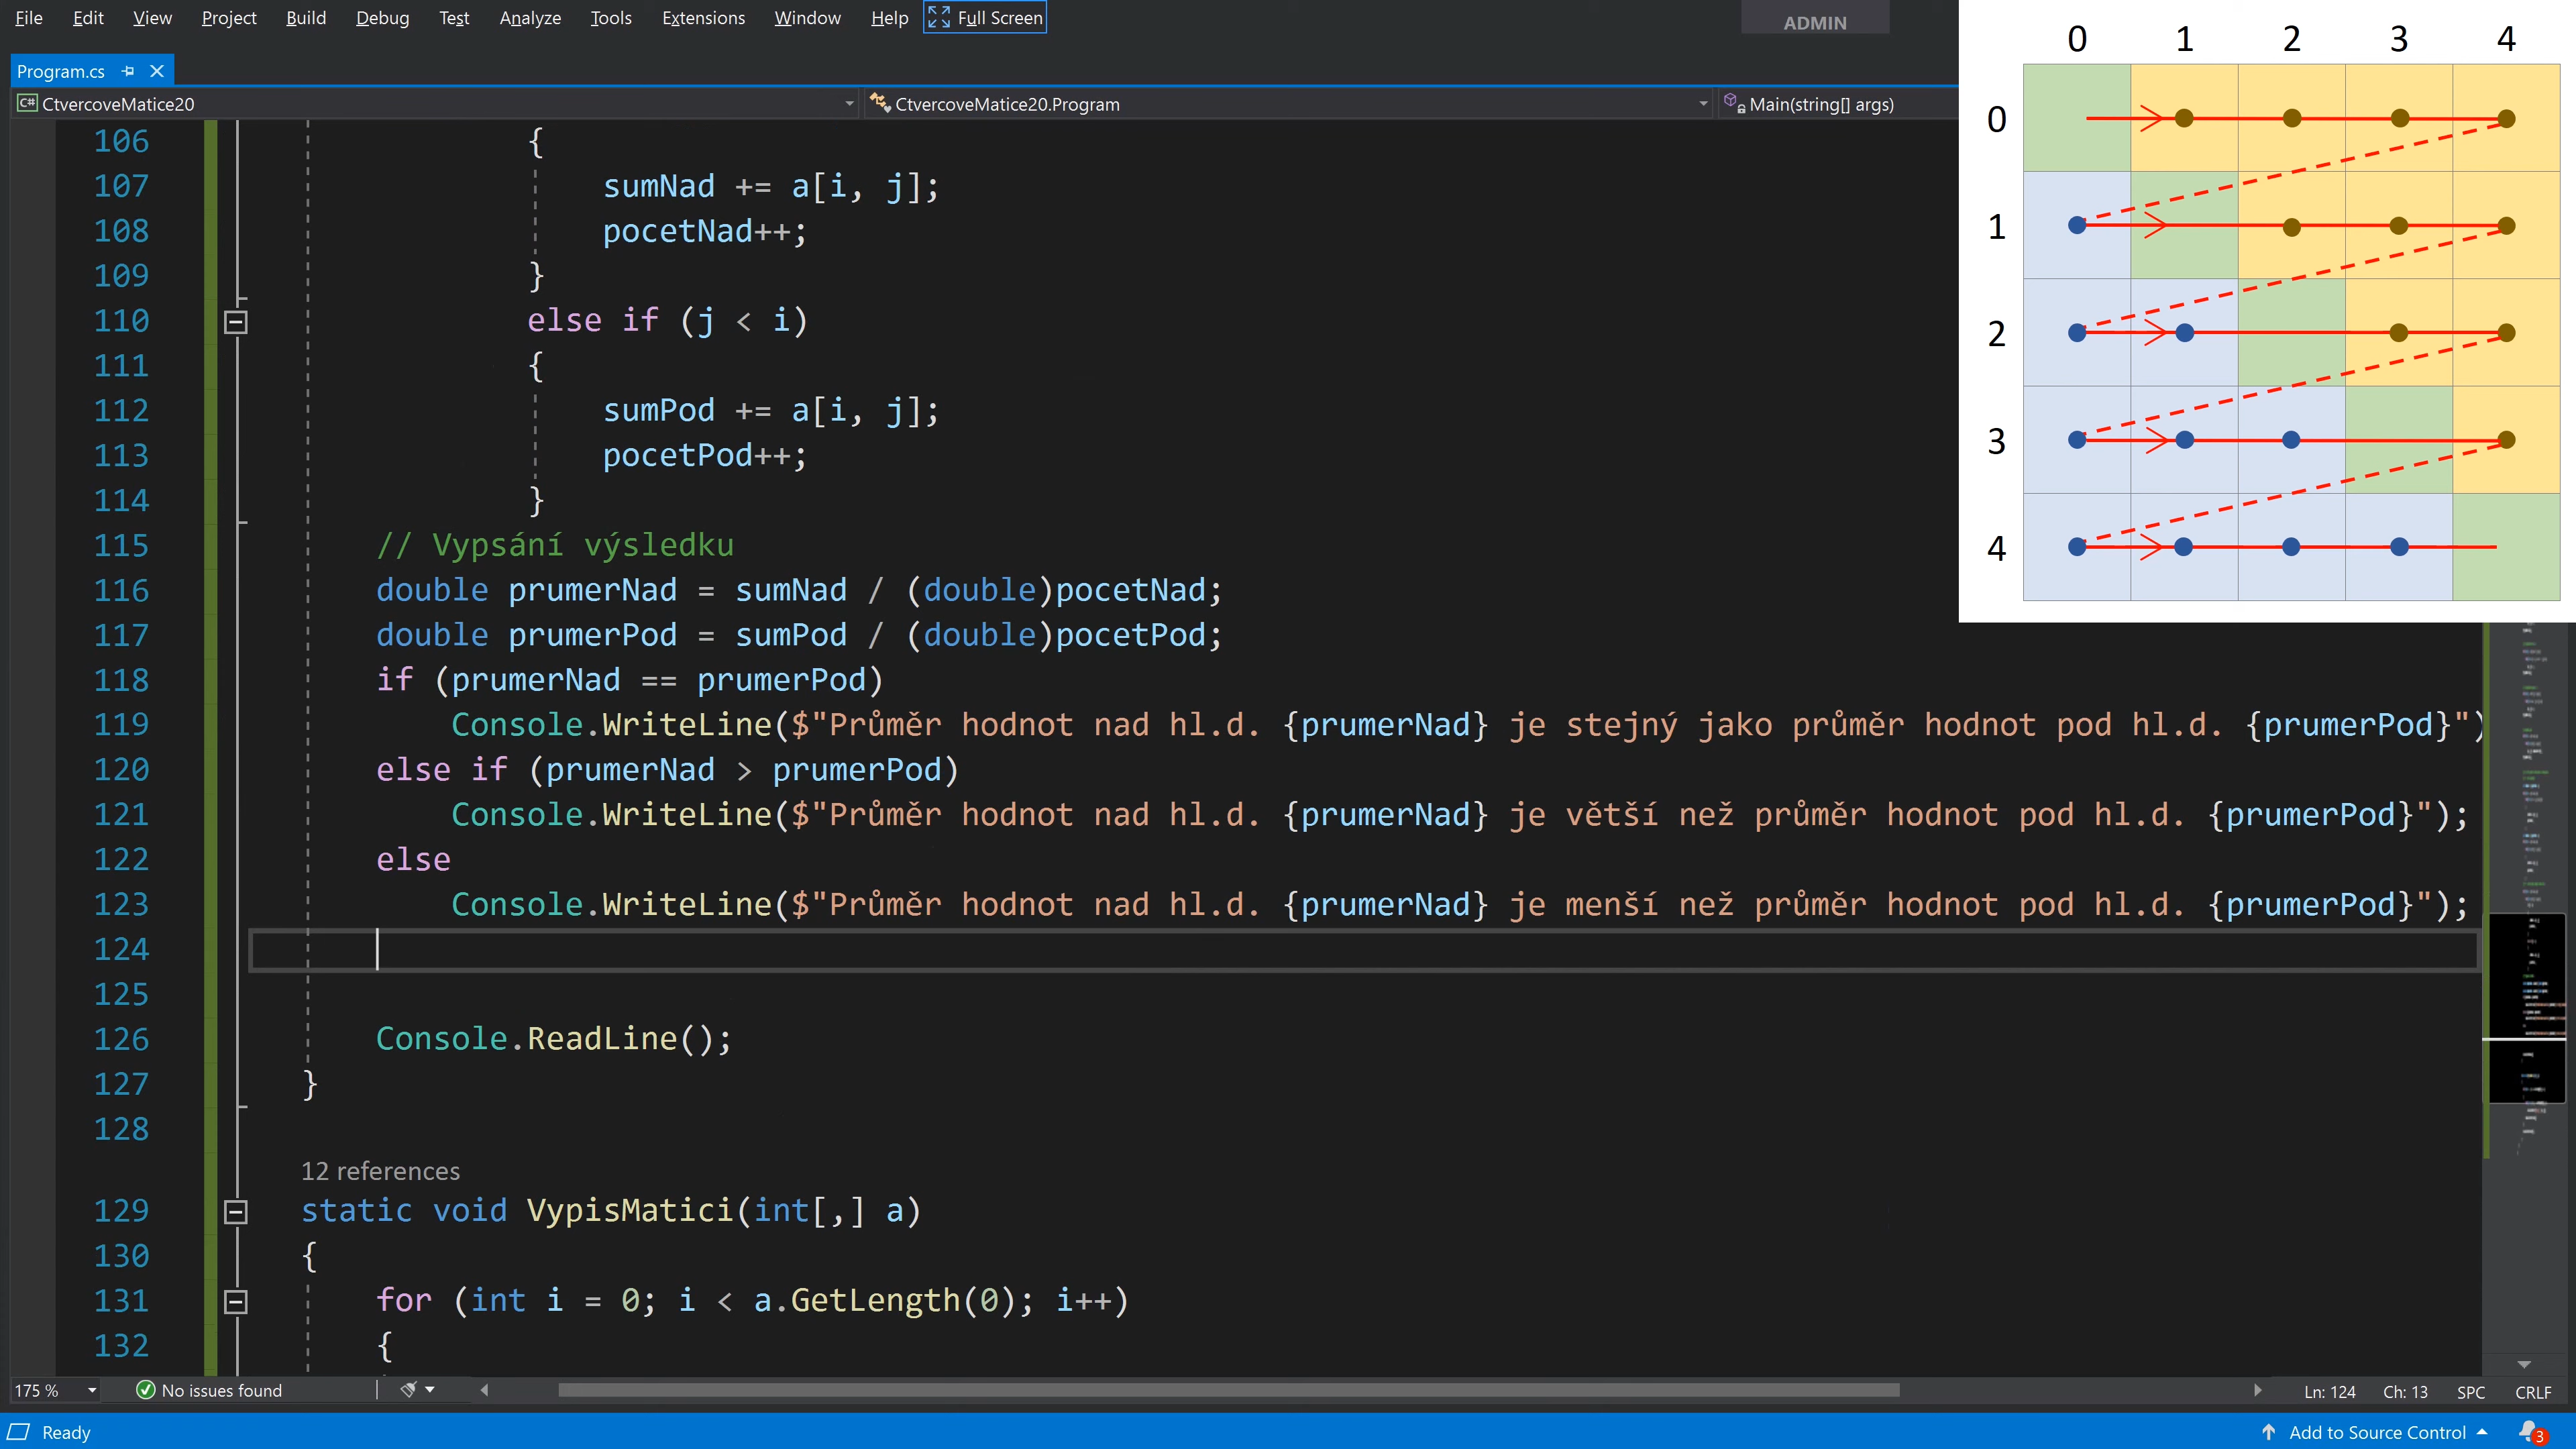 File Edit View Project Build Debug Test Analyze Tools Extensions Window Help Full Screen ADMIN
Program.cs
C# CtvercoveMatice20 CtvercoveMatice20.Program Main(string[] args)
106 {
107 sumNad += a[i, j];
108 pocetNad++;
109 }
110 else if (j < i)
111 {
112 sumPod += a[i, j];
113 pocetPod++;
114 }
115 // Vypsání výsledku
116 double prumerNad = sumNad / (double)pocetNad;
117 double prumerPod = sumPod / (double)pocetPod;
118 if (prumerNad == prumerPod)
119 Console.WriteLine($"Průměr hodnot nad hl.d. {prumerNad} je stejný jako průměr hodnot pod hl.d. {prumerPod}")
120 else if (prumerNad > prumerPod)
121 Console.WriteLine($"Průměr hodnot nad hl.d. {prumerNad} je větší než průměr hodnot pod hl.d. {prumerPod}");
122 else
123 Console.WriteLine($"Průměr hodnot nad hl.d. {prumerNad} je menší než průměr hodnot pod hl.d. {prumerPod}");
124
125
126 Console.ReadLine();
127 }
128
12 references
129 static void VypisMatici(int[,] a)
130 {
131 for (int i = 0; i < a.GetLength(0); i++)
132 {
0 1 2 3 4
0
1
2
3
4
175 % No issues found Ln: 124 Ch: 13 SPC CRLF
Ready Add to Source Control 3